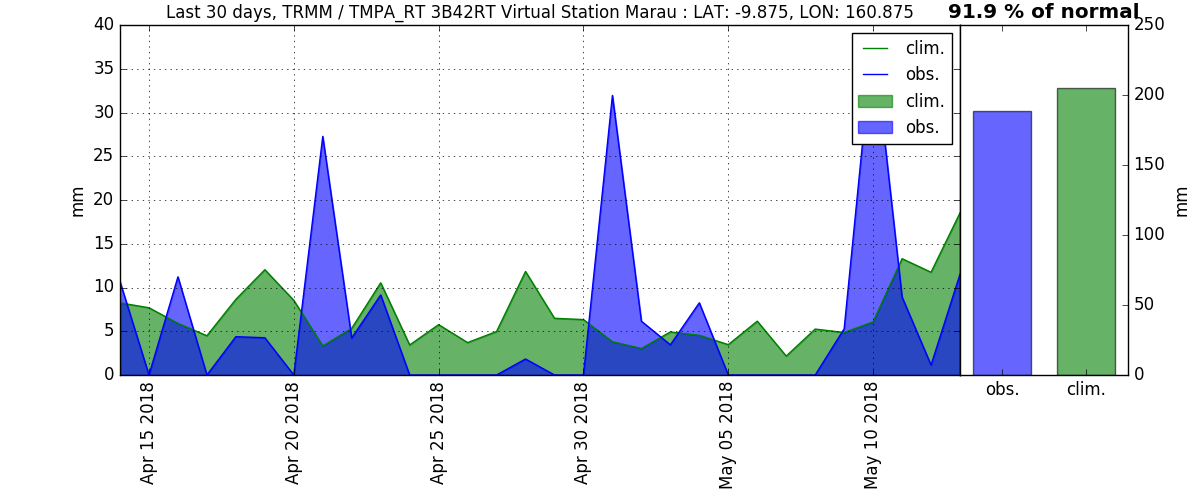 Last 30 days, TRMM / TMPA_RT 3B42RT Virtual Station Marau : LAT: -9.875, LON: 160.875
91.9 % of normal
40
35
30
25
20
15
10
5
0
mm
clim.
obs.
clim.
obs.
Apr 15 2018
Apr 20 2018
Apr 25 2018
Apr 30 2018
May 05 2018
May 10 2018
250
200
150
100
50
0
mm
obs.
clim.